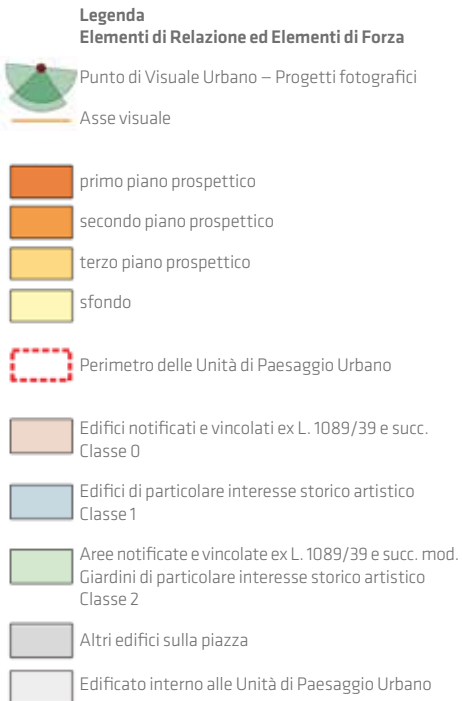 Legenda
Elementi di Relazione ed Elementi di Forza
Punto di Visuale Urbano – Progetti fotografici
Asse visuale
primo piano prospettico
secondo piano prospettico
terzo piano prospettico
sfondo
Perimetro delle Unità di Paesaggio Urbano
Edifici notificati e vincolati ex L. 1089/39 e succ.
Classe 0
Edifici di particolare interesse storico artistico
Classe 1
Aree notificate e vincolate ex L. 1089/39 e succ. mod.
Giardini di particolare interesse storico artistico
Classe 2
Altri edifici sulla piazza
Edificato interno alle Unità di Paesaggio Urbano